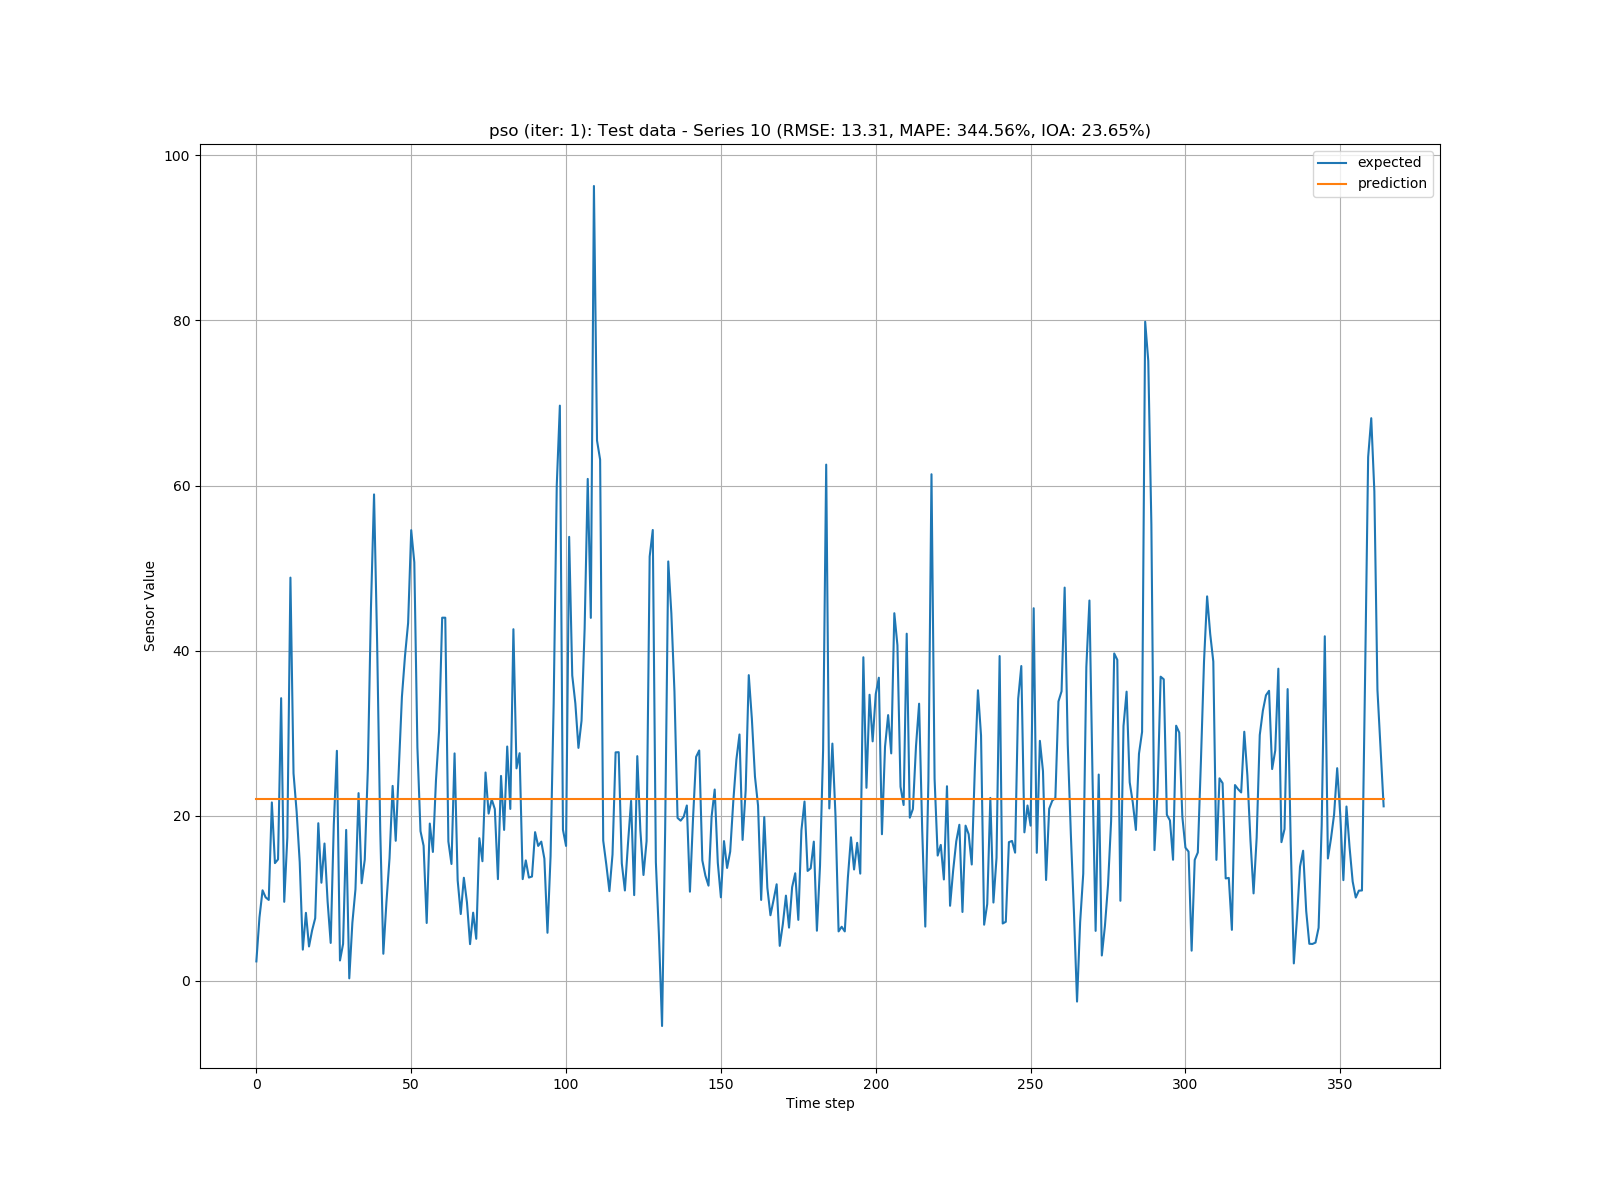 pso (iter: 1): Test data - Series 10 (RMSE: 13.31, MAPE: 344.56%, IOA: 23.65%)
expected
prediction
100
80
60
40
20
0
Sensor Value
0 50 100 150 200 250 300 350
Time step